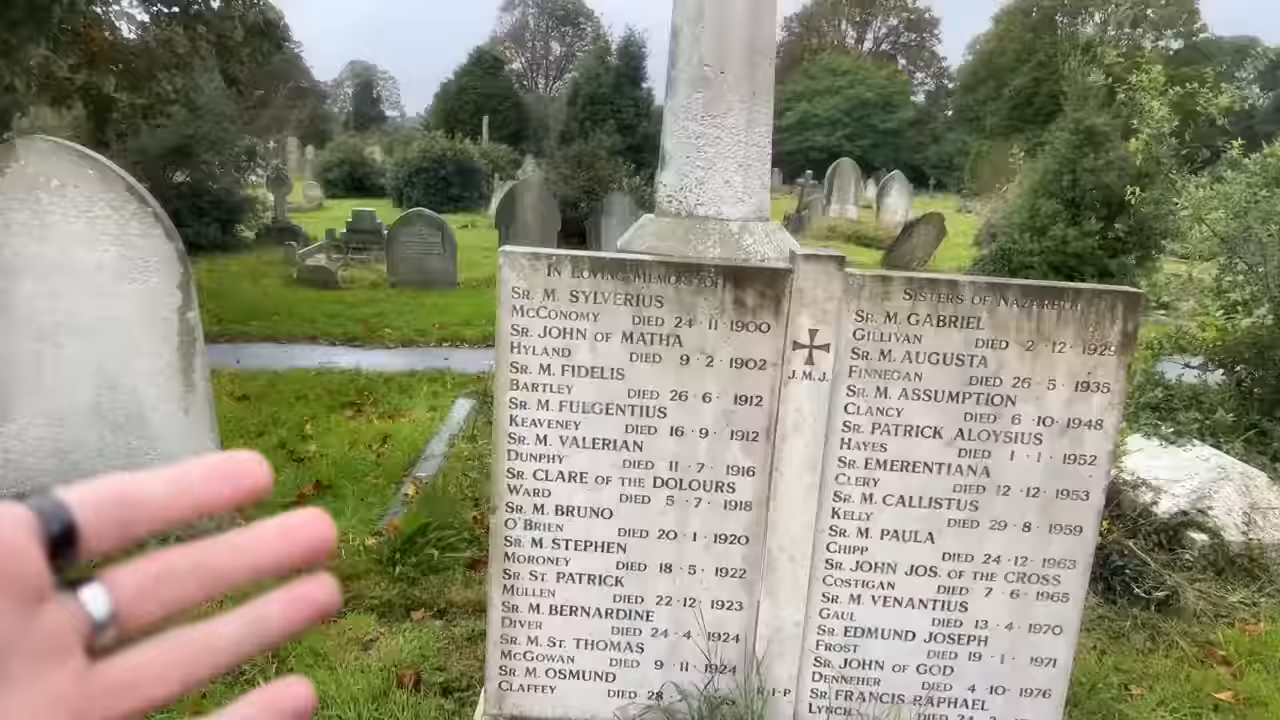 IN LOVING MEMORY OF
SR. M. SYLVERIUS
MCCONOMY DIED 24·11·1900
SR. JOHN OF MATHA
HYLAND DIED 9·2·1902
SR. M. FIDELIS
BARTLEY DIED 26·6·1912
SR. M. FULGENTIUS
KEAVENEY DIED 16·9·1912
SR. M. VALERIAN
DUNPHY DIED 11·7·1916
SR. CLARE OF THE DOLOURS
WARD DIED 5·7·1918
SR. M. BRUNO
O'BRIEN DIED 20·1·1920
SR. M. STEPHEN
MORONEY DIED 18·5·1922
SR. ST. PATRICK
MULLEN DIED 22·12·1923
SR. M. BERNARDINE
DIVER DIED 24·4·1924
SR. M. ST. THOMAS
MCGOWAN DIED 9·11·1924
SR. M. OSMUND
CLAFFEY DIED 28
J. M. J.
R·I·P
SISTERS OF NAZARETH
SR. M. GABRIEL
GILLIVAN DIED 2·12·1929
SR. M. AUGUSTA
FINNEGAN DIED 26·5·1935
SR. M. ASSUMPTION
CLANCY DIED 6·10·1948
SR. PATRICK ALOYSIUS
HAYES DIED 1·1·1952
SR. EMERENTIANA
CLERY DIED 12·12·1953
SR. M. CALLISTUS
KELLY DIED 29·8·1959
SR. M. PAULA
CHIPP DIED 24·12·1963
SR. JOHN JOS. OF THE CROSS
COSTIGAN DIED 7·6·1965
SR. M. VENANTIUS
GAUL DIED 13·4·1970
SR. EDMUND JOSEPH
FROST DIED 19·1·1971
SR. JOHN OF GOD
DENNEHER DIED 4·10·1976
SR. FRANCIS RAPHAEL
LYNCH DIED